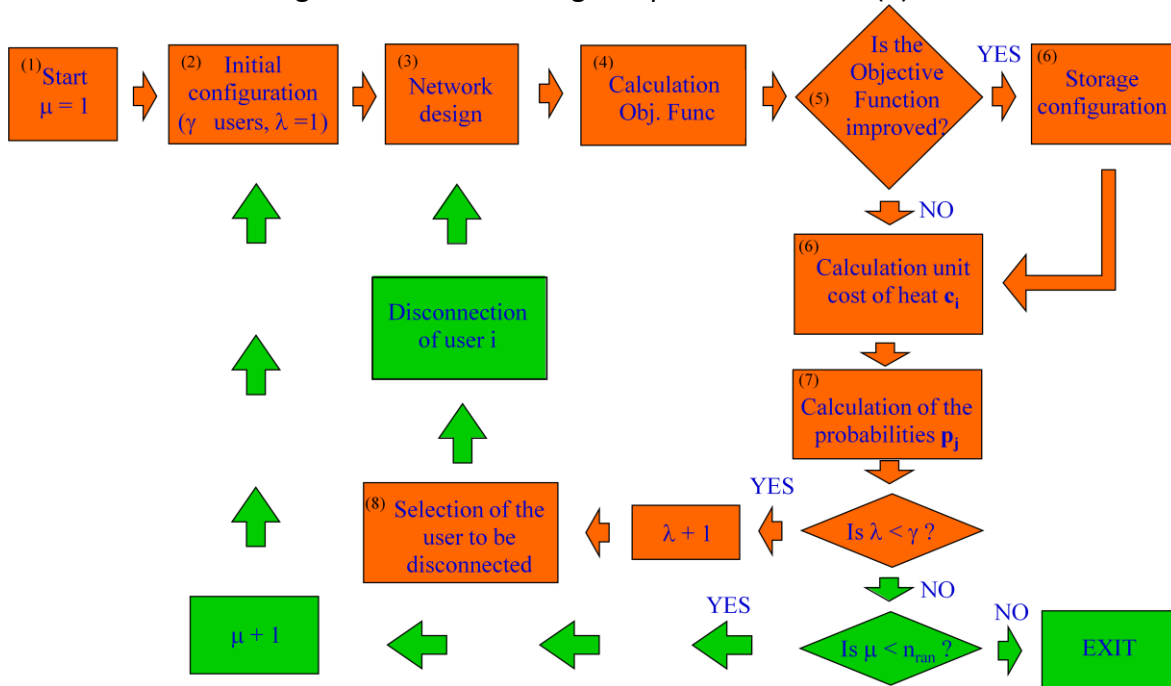 (1) Start
μ = 1
(2) Initial
configuration
(γ users, λ =1)
(3) Network
design
(4) Calculation
Obj. Func
Is the
Objective
(5) Function
improved?
YES
(6) Storage
configuration
NO
(6) Calculation unit
cost of heat cᵢ
(7) Calculation of the
probabilities pⱼ
Is λ < γ ?
YES
λ + 1
(8) Selection of the
user to be
disconnected
Disconnection
of user i
NO
Is μ < nran ?
YES
μ + 1
NO
EXIT